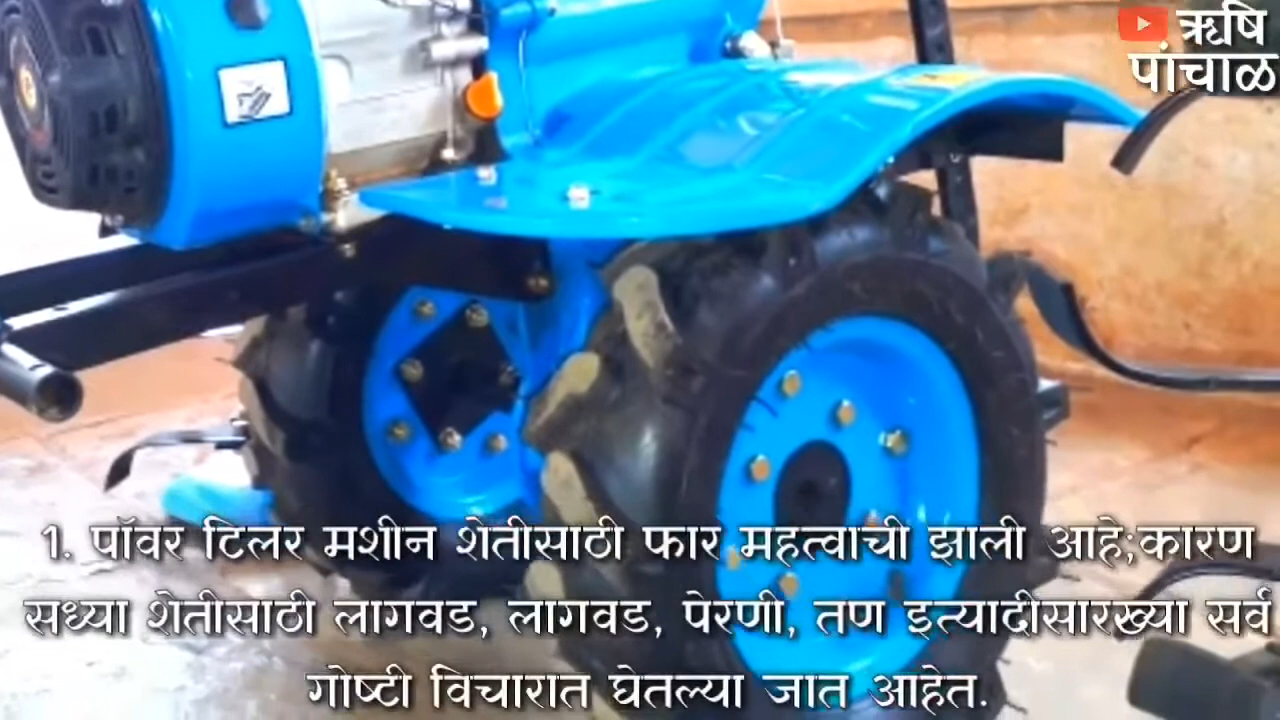 ऋषि
पांचाळ
1. पॉवर टिलर मशीन शेतीसाठी फार महत्वाची झाली आहे;कारण
सध्या शेतीसाठी लागवड, लागवड, पेरणी, तण इत्यादीसारख्या सर्व
गोष्टी विचारात घेतल्या जात आहेत.